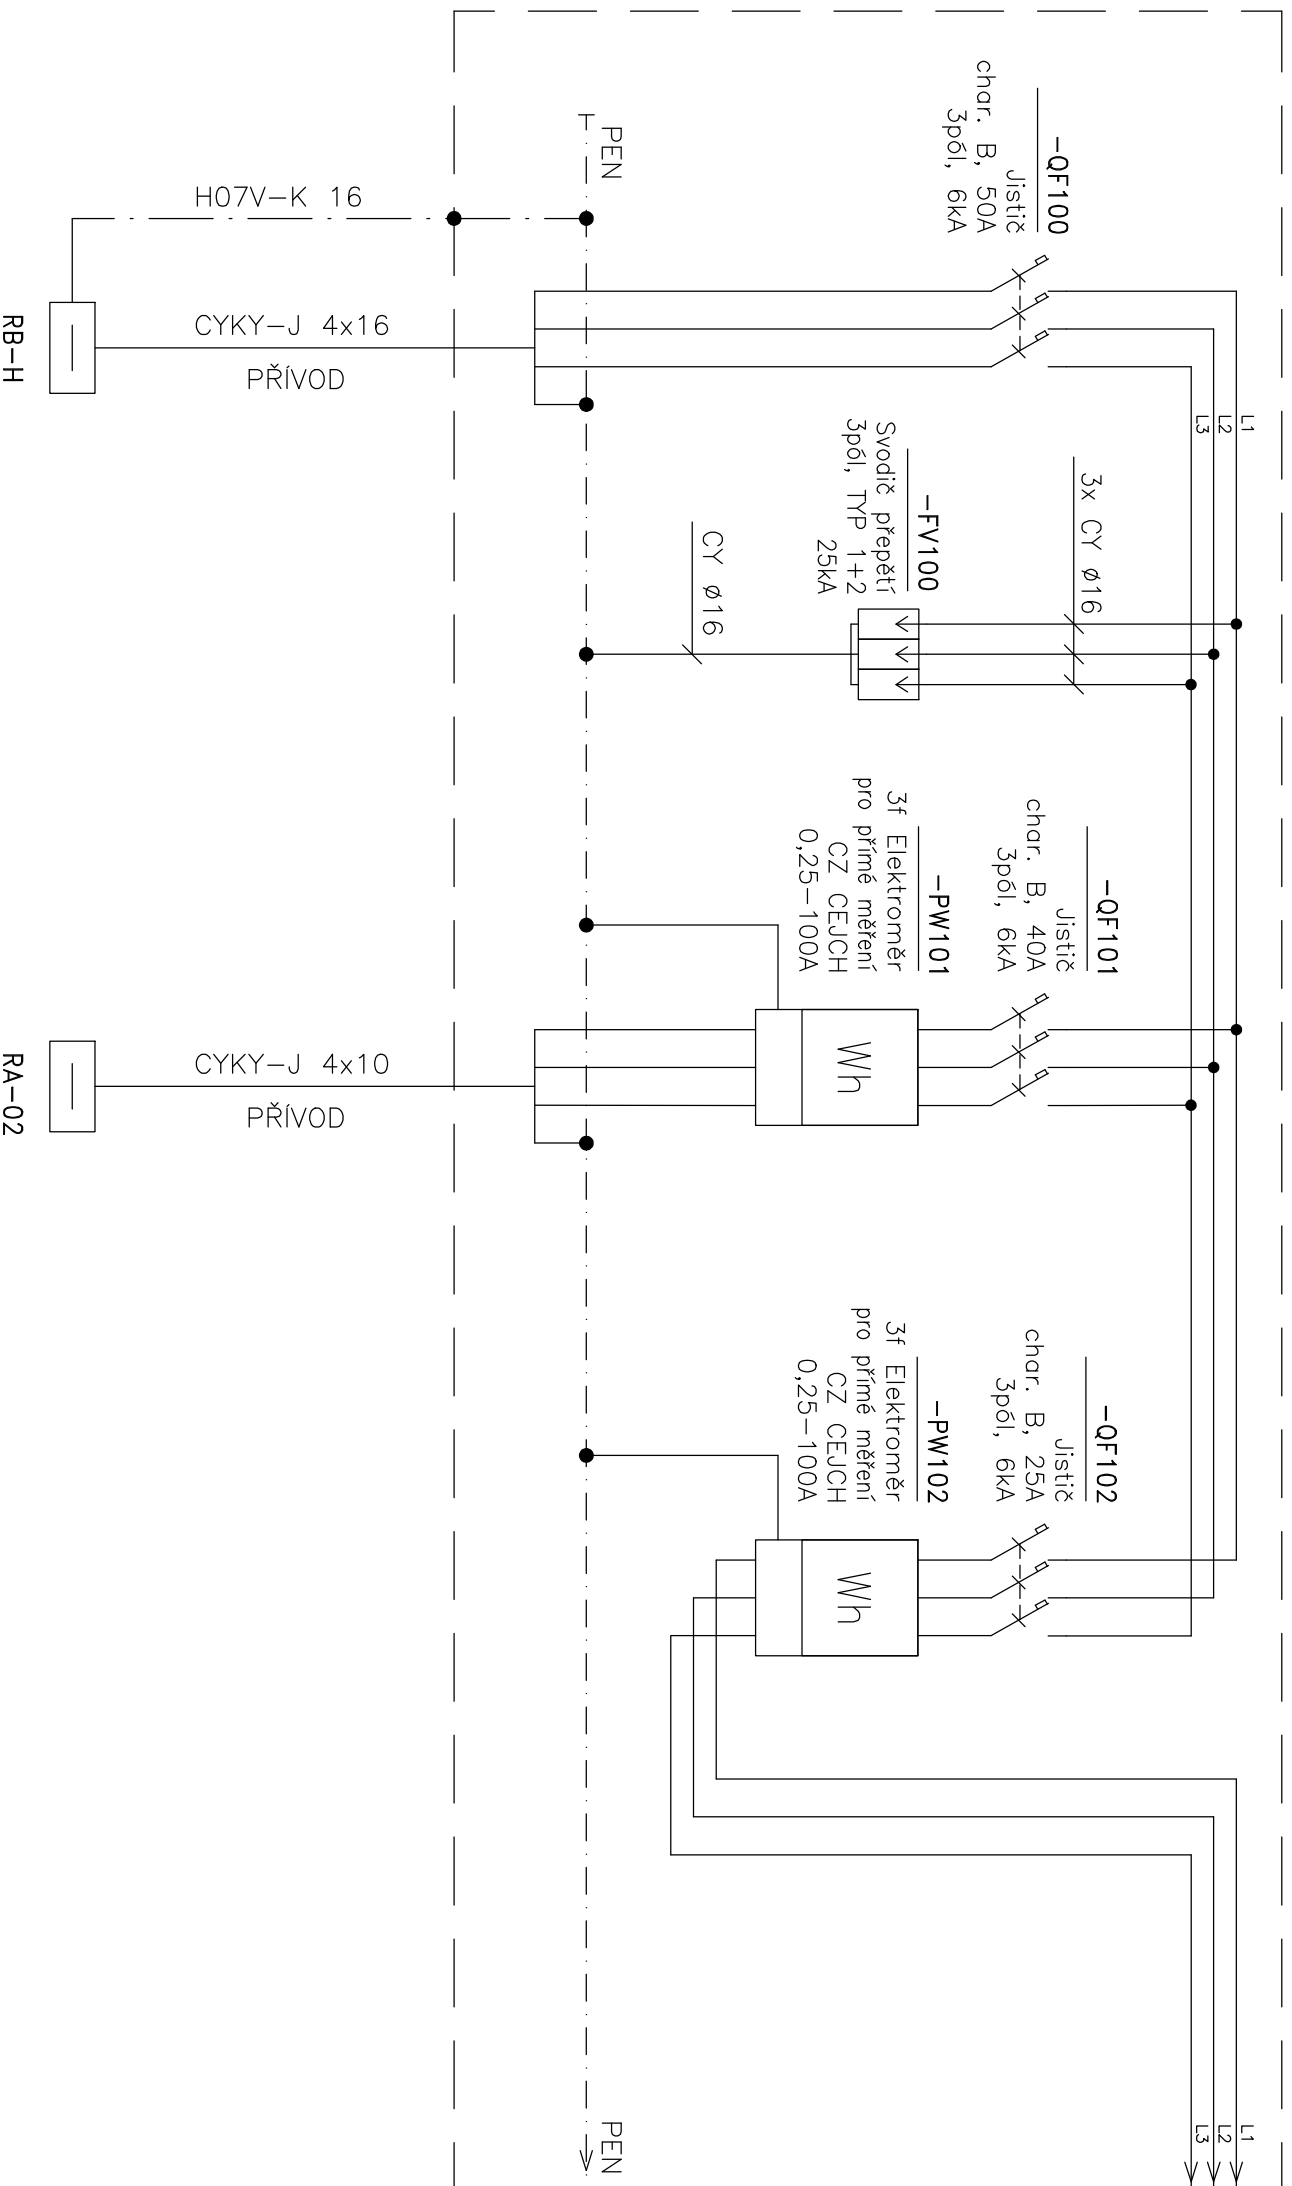 L1
L2
L3
-QF100
Jistič
char. B, 50A
3pól, 6kA
3x CY ø16
-FV100
Svodič přepětí
3pól, TYP 1+2
25kA
CY ø16
PEN
H07V-K 16
CYKY-J 4x16
PŘÍVOD
RB-H
-QF101
Jistič
char. B, 40A
3pól, 6kA
-PW101
3f Elektroměr
pro přímé měření
CZ CEJCH
0,25-100A
Wh
CYKY-J 4x10
PŘÍVOD
RA-02
-QF102
Jistič
char. B, 25A
3pól, 6kA
-PW102
3f Elektroměr
pro přímé měření
CZ CEJCH
0,25-100A
Wh
L1
L2
L3
PEN